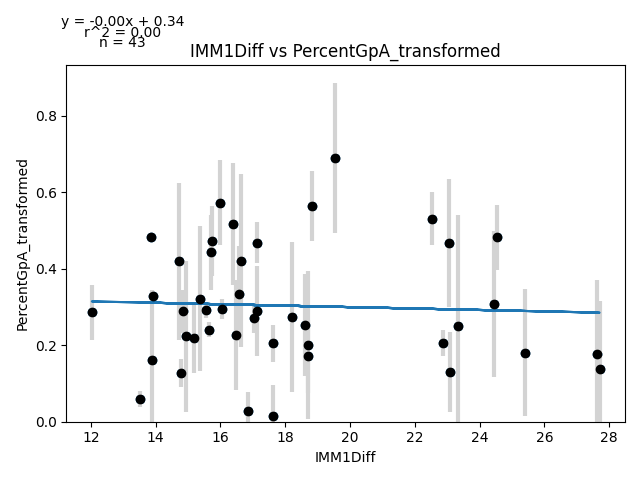 y = -0.00x + 0.34
r^2 = 0.00
n = 43
IMM1Diff vs PercentGpA_transformed
PercentGpA_transformed
0.8
0.6
0.4
0.2
0.0
12 14 16 18 20 22 24 26 28
IMM1Diff